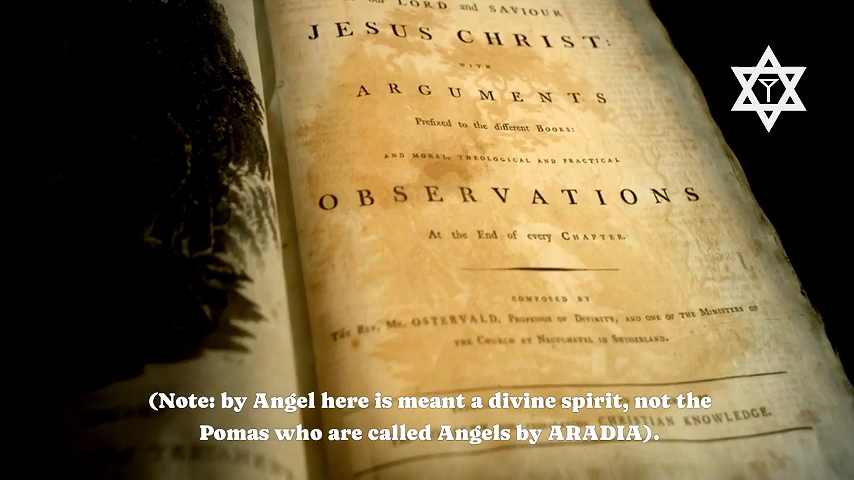 our LORD and SAVIOUR
JESUS CHRIST:
WITH
ARGUMENTS
Prefixed to the different BOOKS:
AND MORAL, THEOLOGICAL AND PRACTICAL
OBSERVATIONS
At the End of every CHAPTER.
COMPOSED BY
THE REV. MR. OSTERVALD, PROFESSOR OF DIVINITY, AND ONE OF THE MINISTERS OF
THE CHURCH AT NEUFCHATEL IN SWISSERLAND.
CHRISTIAN KNOWLEDGE.
(Note: by Angel here is meant a divine spirit, not the
Pomas who are called Angels by ARADIA).